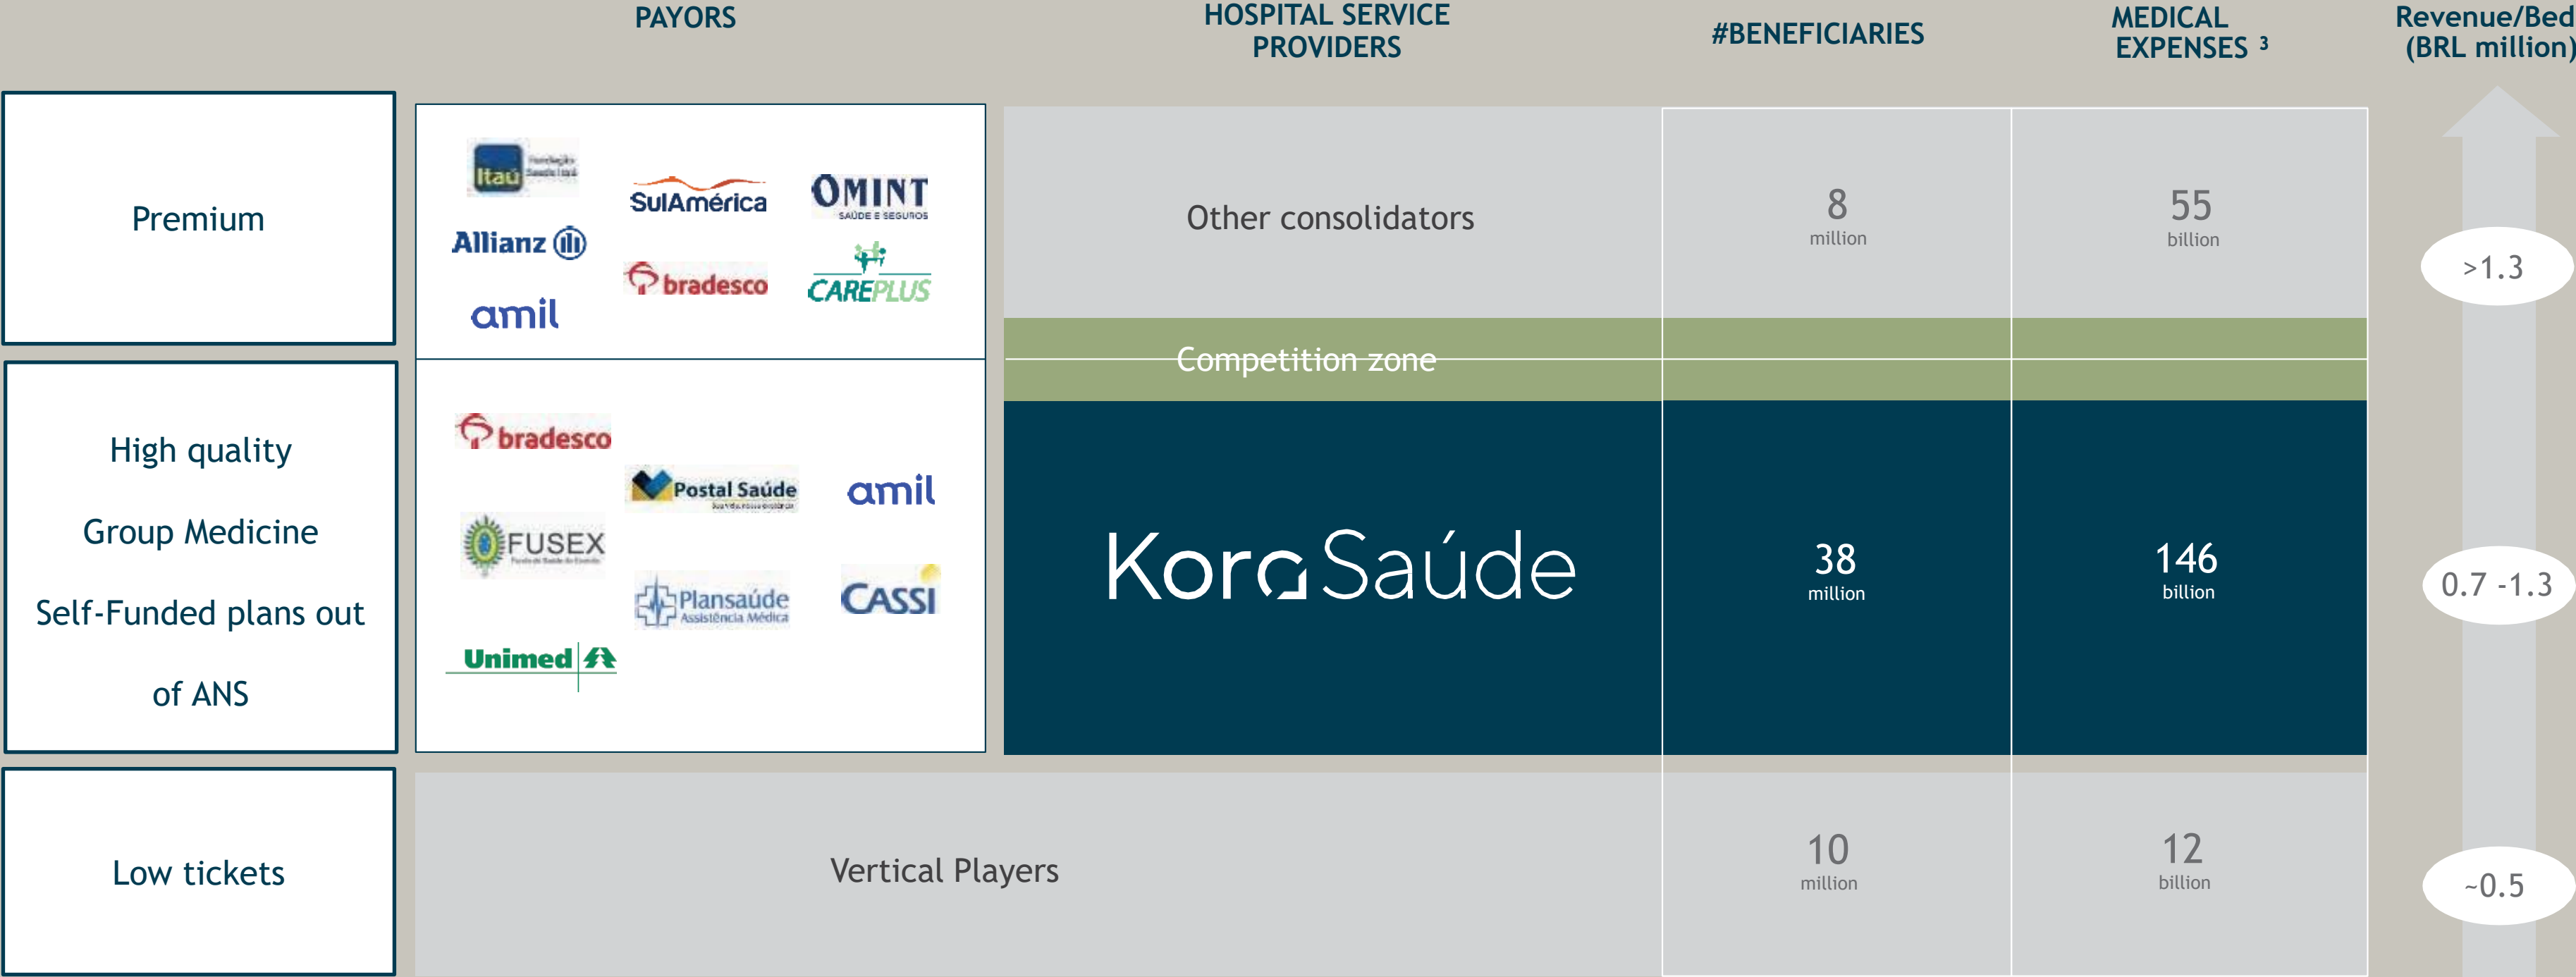 PAYORS
HOSPITAL SERVICE
PROVIDERS
#BENEFICIARIES
MEDICAL
EXPENSES ³
Revenue/Bed
(BRL million)
Premium
Itaú
SulAmérica
OMINT
SAÚDE E SEGUROS
Allianz
bradesco
CAREPLUS
amil
Other consolidators
8
million
55
billion
>1.3
Competition zone
High quality
Group Medicine
Self-Funded plans out
of ANS
bradesco
Postal Saúde
amil
FUSEX
Plansaúde
Assistência Médica
CASSI
Unimed
Kora Saúde
38
million
146
billion
0.7 -1.3
Low tickets
Vertical Players
10
million
12
billion
~0.5